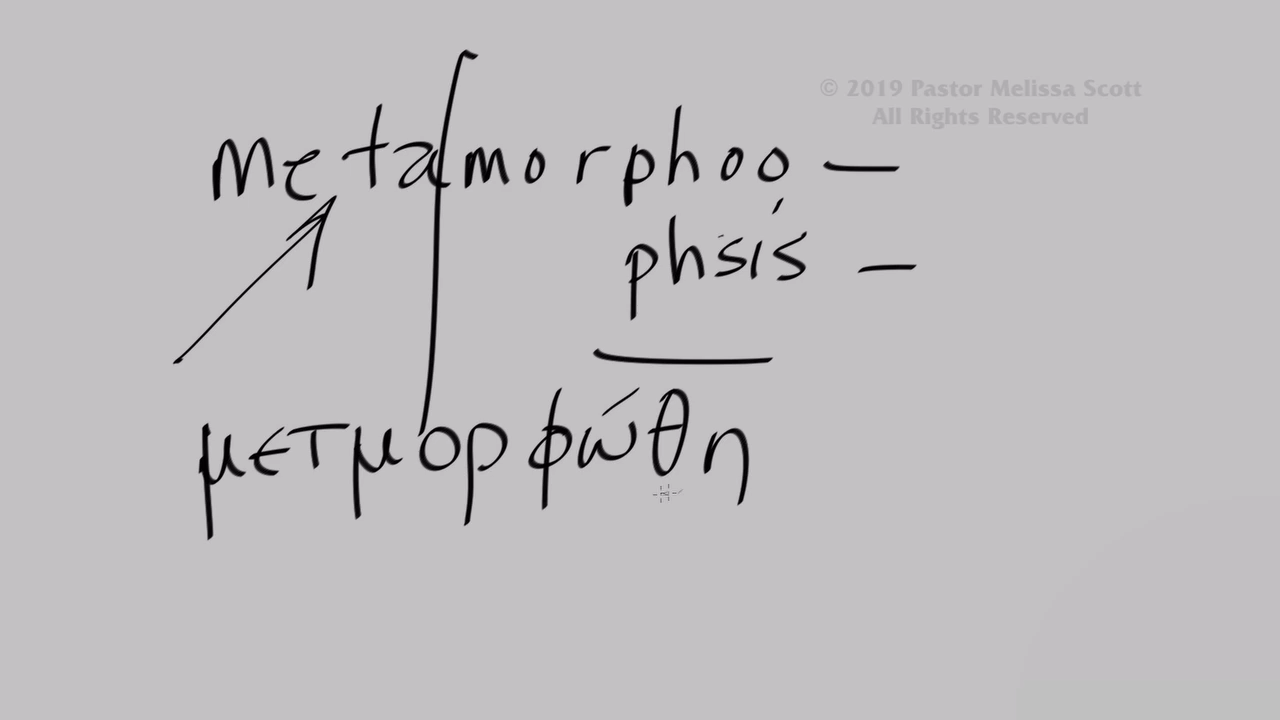 © 2019 Pastor Melissa Scott
All Rights Reserved
metamorphoo —
phsis —
μετμορφώθη